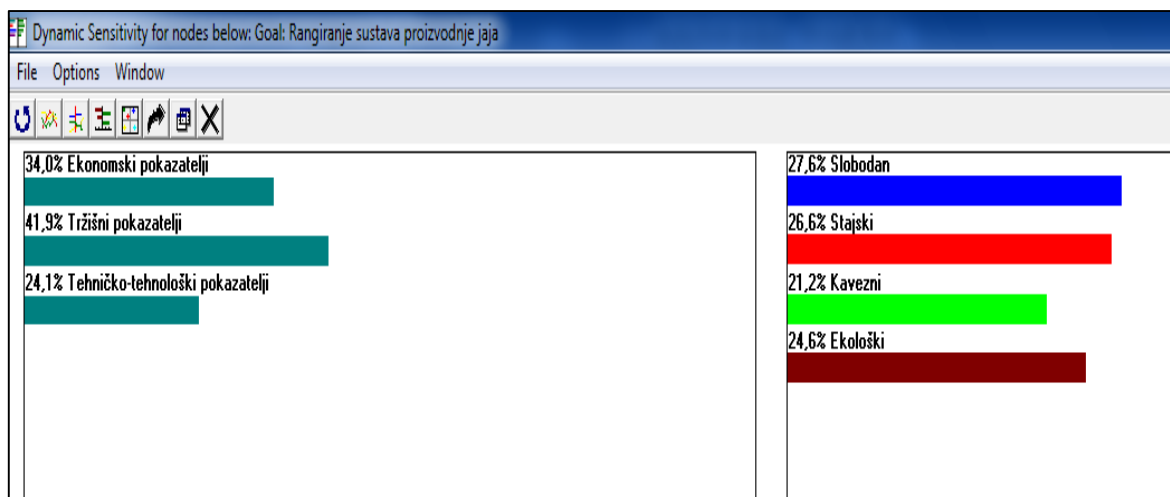 Dynamic Sensitivity for nodes below: Goal: Rangiranje sustava proizvodnje jaja
File Options Window
34,0% Ekonomski pokazatelji
41,9% Tržišni pokazatelji
24,1% Tehničko-tehnološki pokazatelji
27,6% Slobodan
26,6% Stajski
21,2% Kavezni
24,6% Ekološki